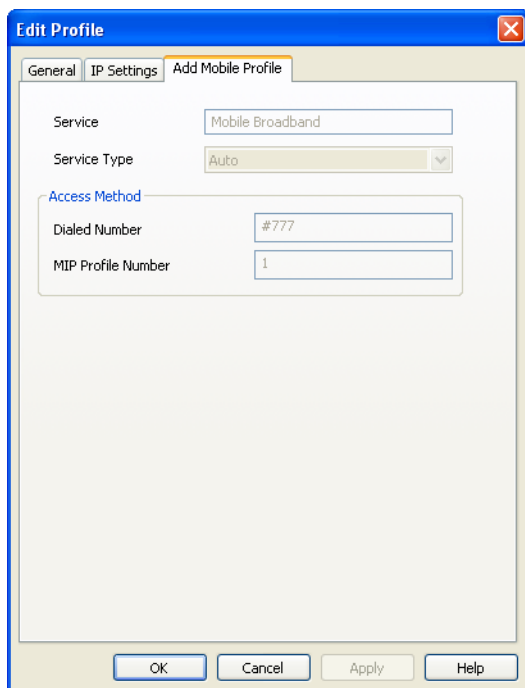 Edit Profile
General IP Settings Add Mobile Profile
Service Mobile Broadband
Service Type Auto
Access Method
Dialed Number #777
MIP Profile Number 1
OK Cancel Apply Help